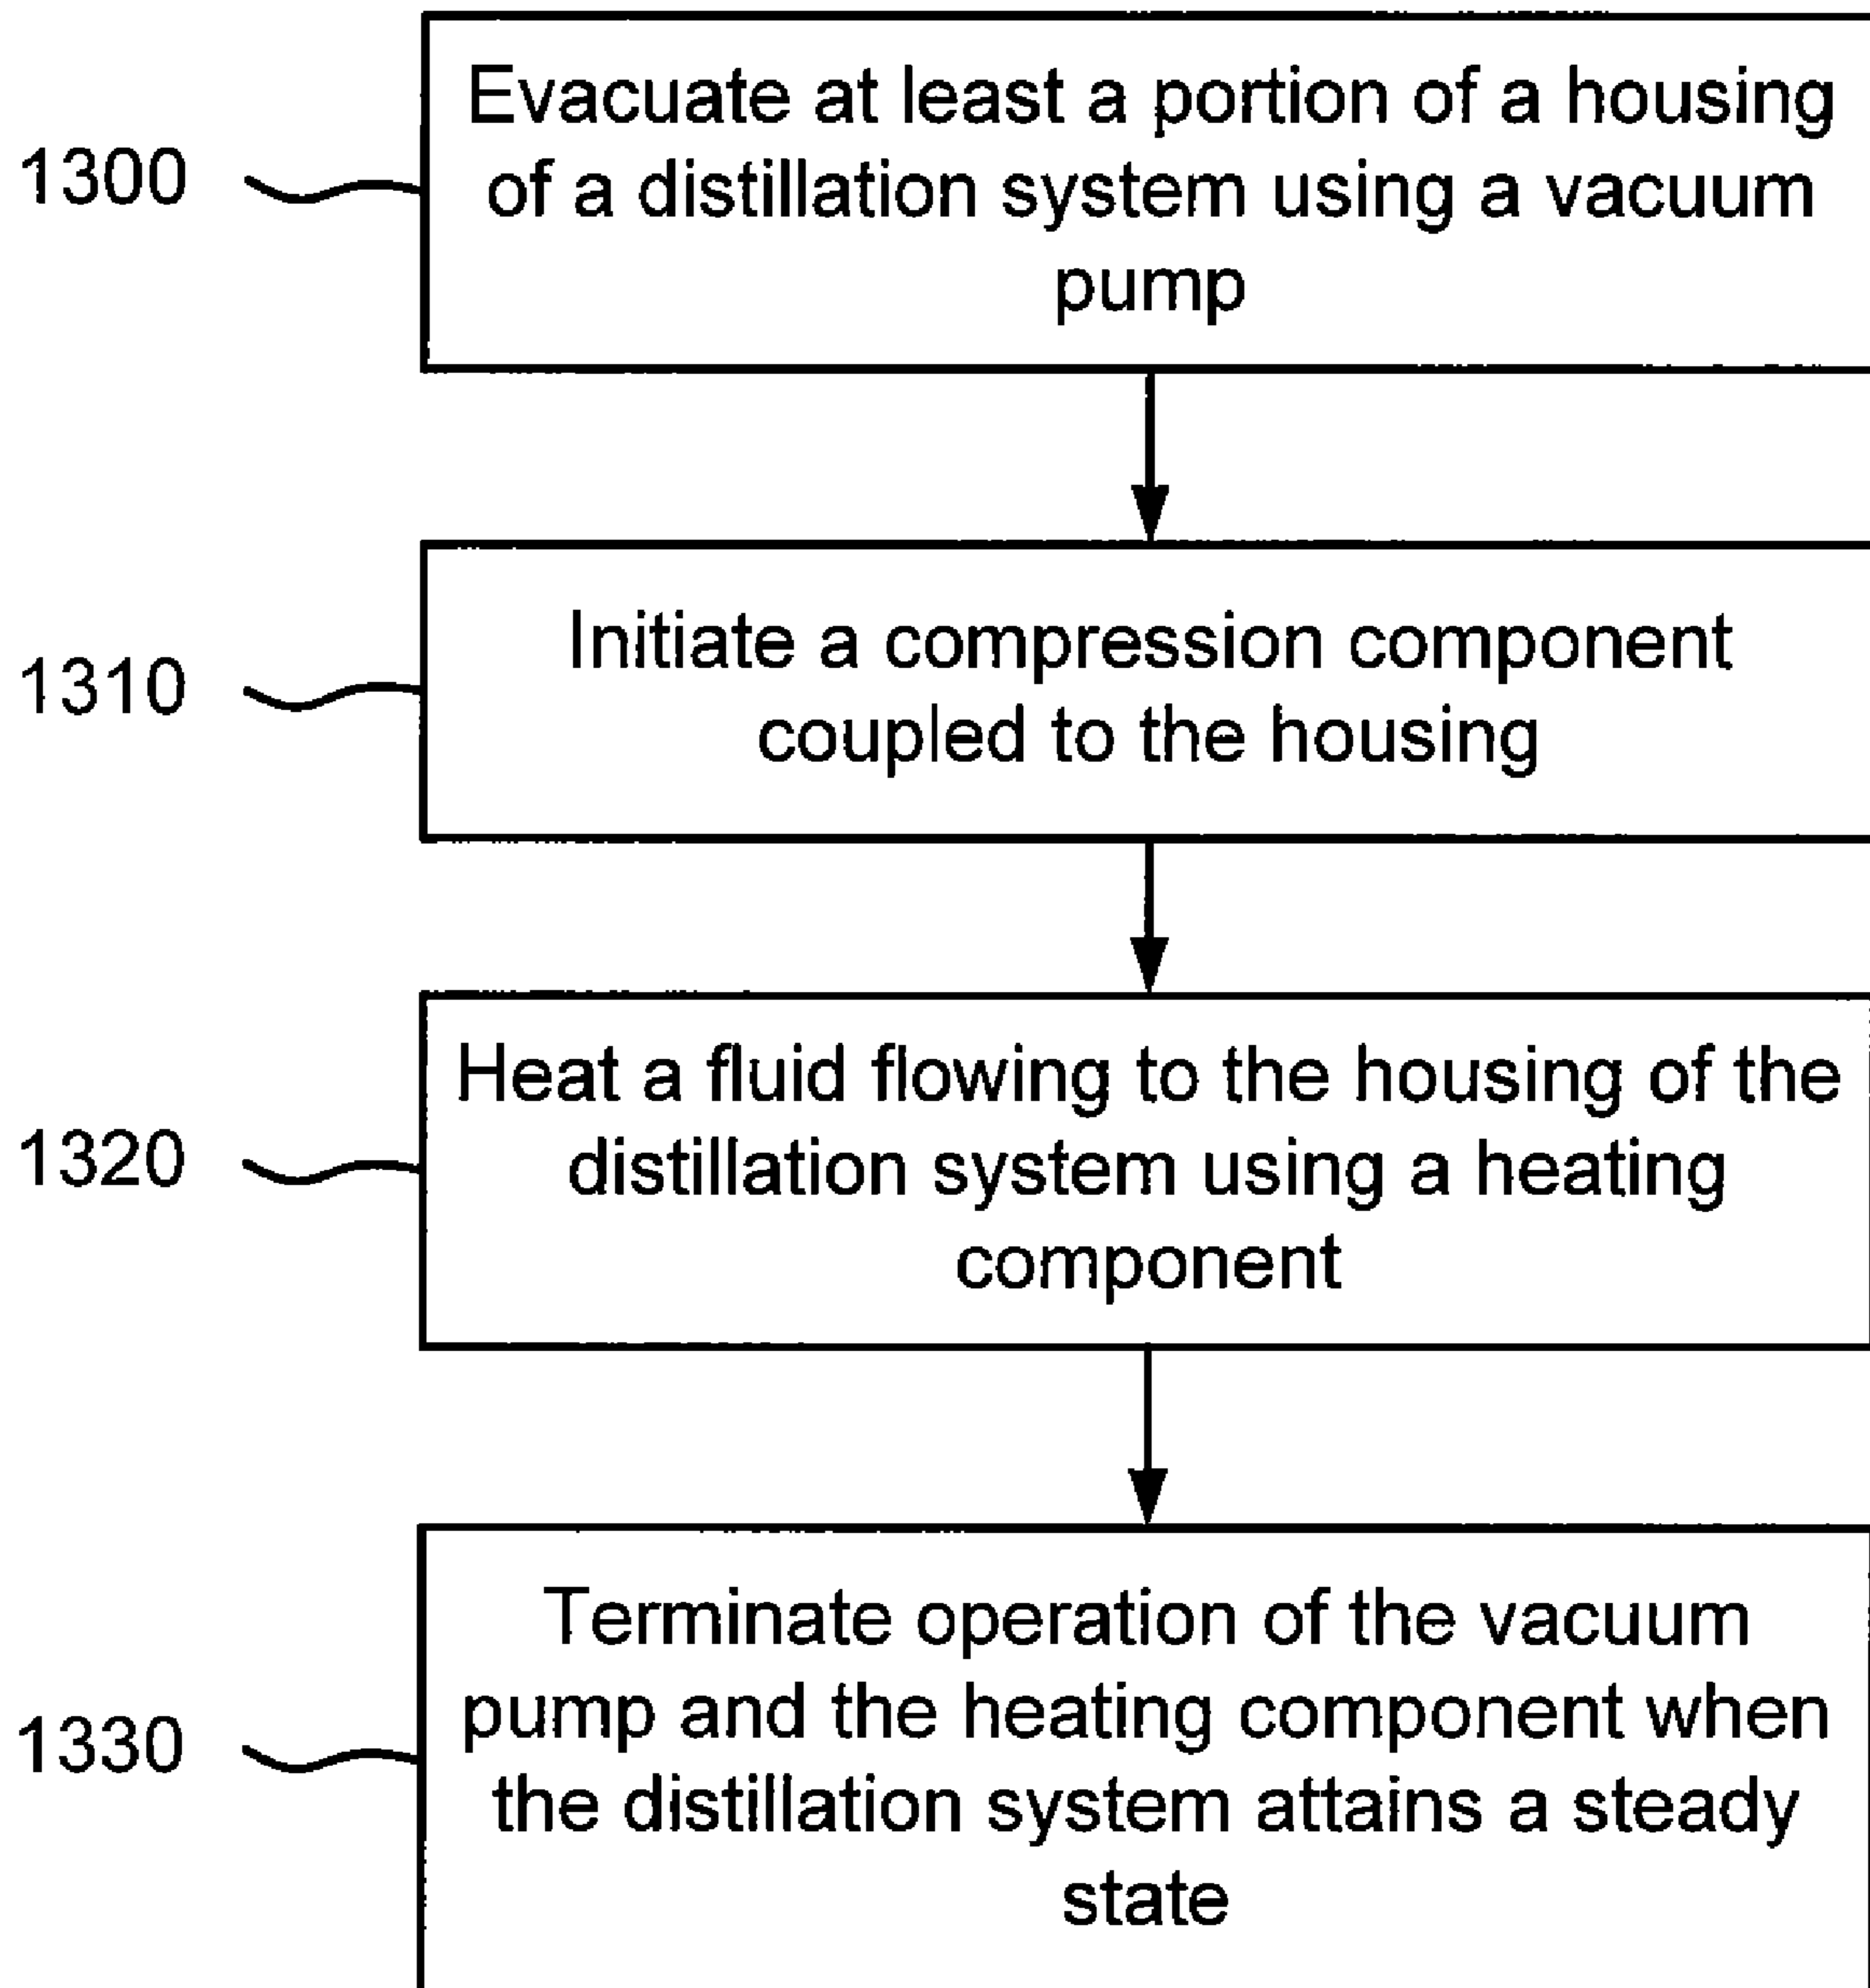 Evacuate at least a portion of a housing
1300
of a distillation system using a vacuum
pump
Initiate a compression component
1310
coupled to the housing
Heat a fluid flowing to the housing of the
1320
distillation system using a heating
component
Terminate operation of the vacuum
pump and the heating component when
1330
the distillation system attains a steady
state